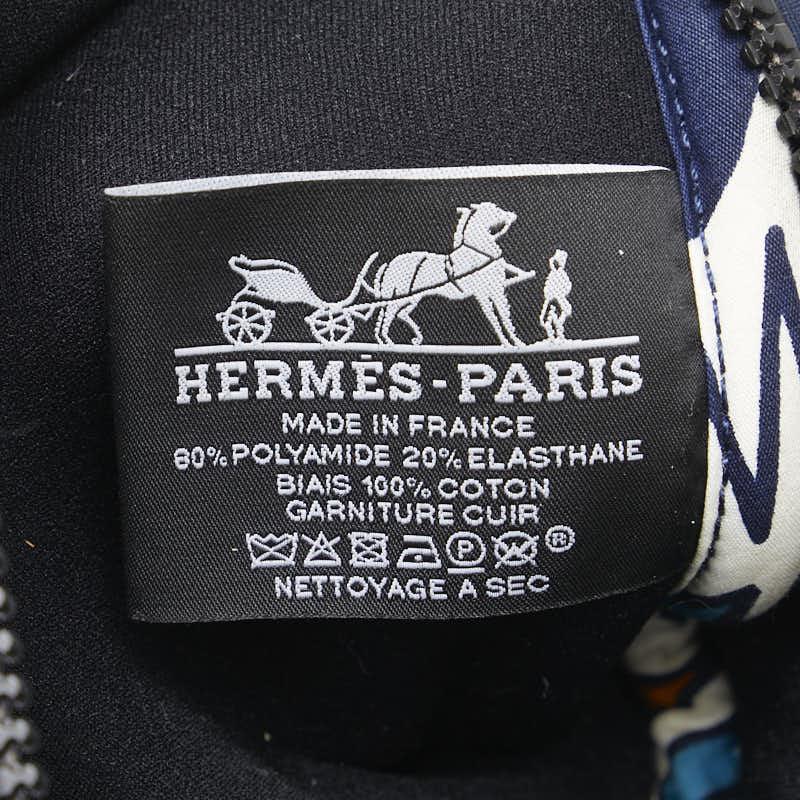 HERMÈS-PARIS
MADE IN FRANCE
80% POLYAMIDE 20% ELASTHANE
BIAIS 100% COTON
GARNITURE CUIR
P W ®
NETTOYAGE A SEC